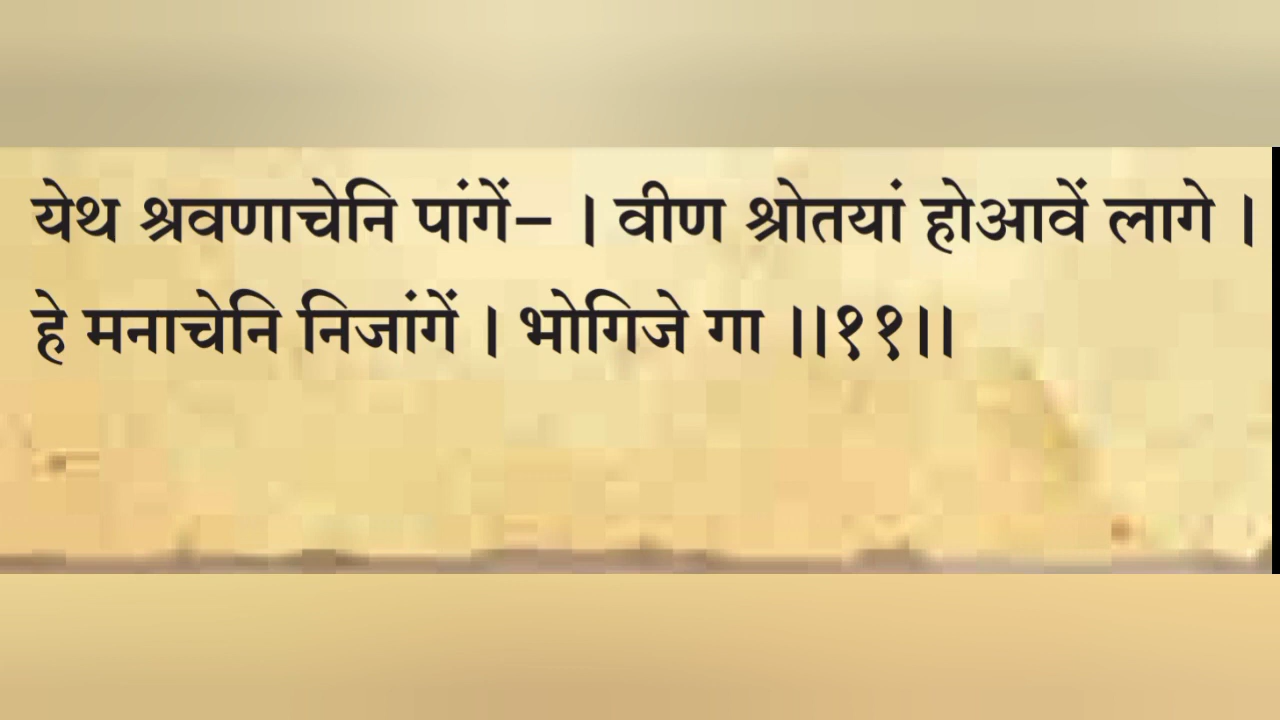 येथ श्रवणाचेनि पांगें– । वीण श्रोतयां होआवें लागे ।
हे मनाचेनि निजांगें । भोगिजे गा ।।११।।